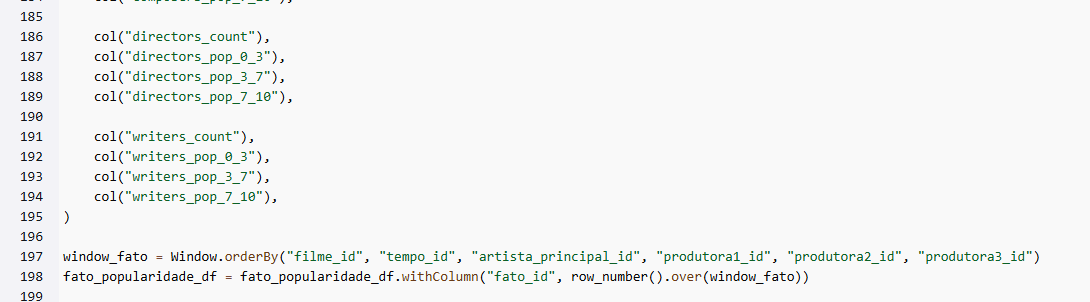 185
186 col("directors_count"),
187 col("directors_pop_0_3"),
188 col("directors_pop_3_7"),
189 col("directors_pop_7_10"),
190
191 col("writers_count"),
192 col("writers_pop_0_3"),
193 col("writers_pop_3_7"),
194 col("writers_pop_7_10"),
195 )
196
197 window_fato = Window.orderBy("filme_id", "tempo_id", "artista_principal_id", "produtora1_id", "produtora2_id", "produtora3_id")
198 fato_popularidade_df = fato_popularidade_df.withColumn("fato_id", row_number().over(window_fato))
199